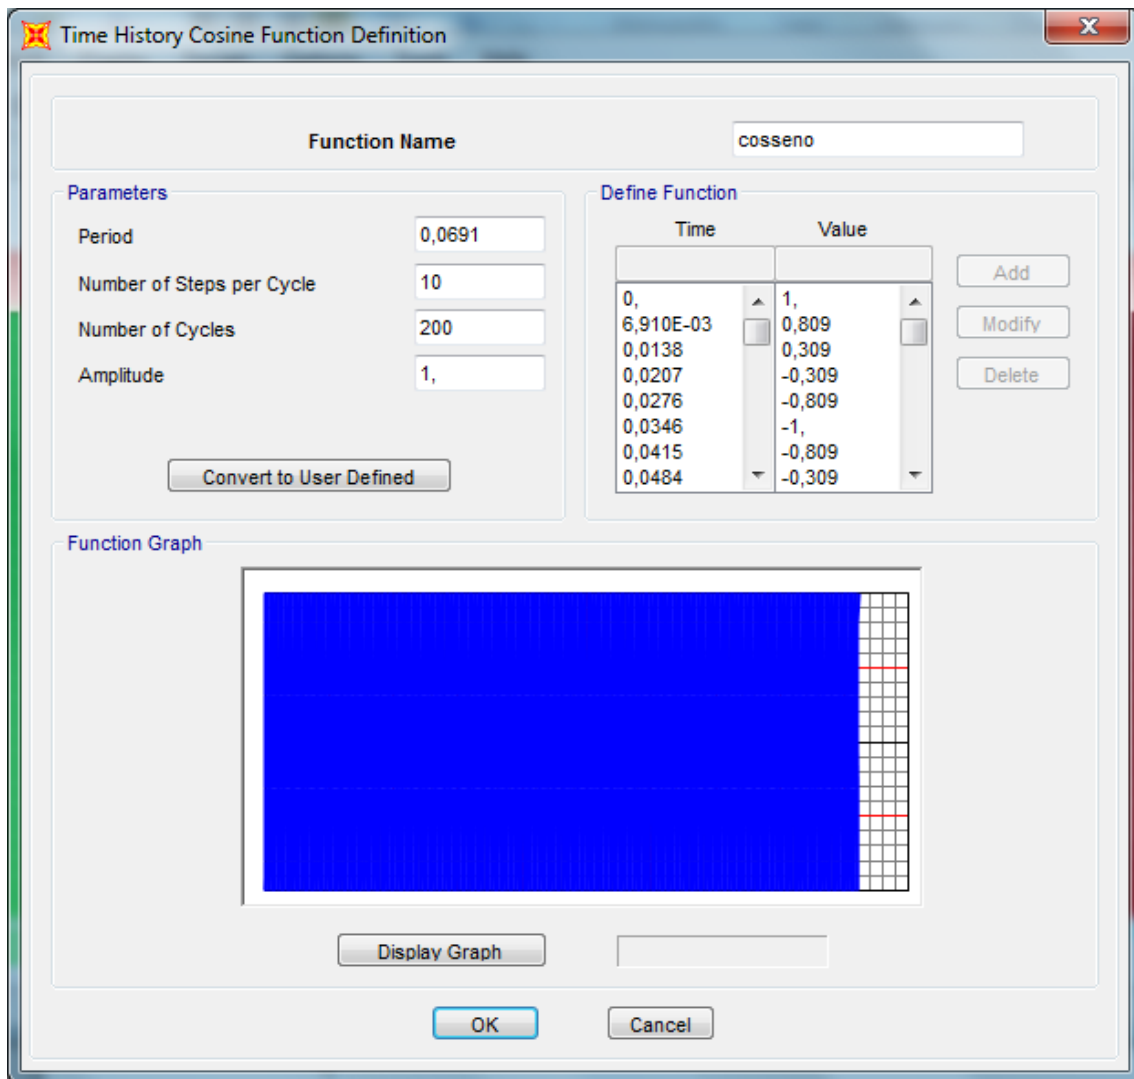 Time History Cosine Function Definition
Function Name
cosseno
Parameters
Period 0,0691
Number of Steps per Cycle 10
Number of Cycles 200
Amplitude 1,
Convert to User Defined
Define Function
Time Value
0, 1,
6,910E-03 0,809
0,0138 0,309
0,0207 -0,309
0,0276 -0,809
0,0346 -1,
0,0415 -0,809
0,0484 -0,309
Add
Modify
Delete
Function Graph
Display Graph
OK Cancel